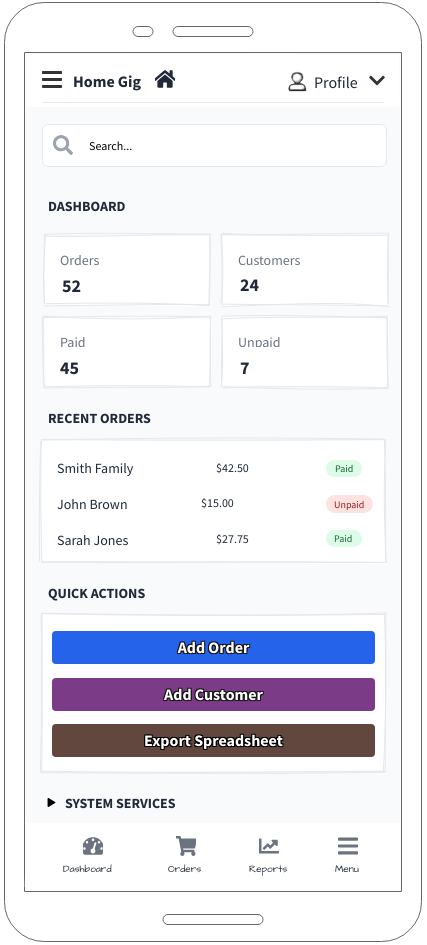 Home Gig
Profile
Search...
DASHBOARD
Orders
52
Customers
24
Paid
45
Unpaid
7
RECENT ORDERS
Smith Family $42.50 Paid
John Brown $15.00 Unpaid
Sarah Jones $27.75 Paid
QUICK ACTIONS
Add Order
Add Customer
Export Spreadsheet
SYSTEM SERVICES
Dashboard Orders Reports Menu